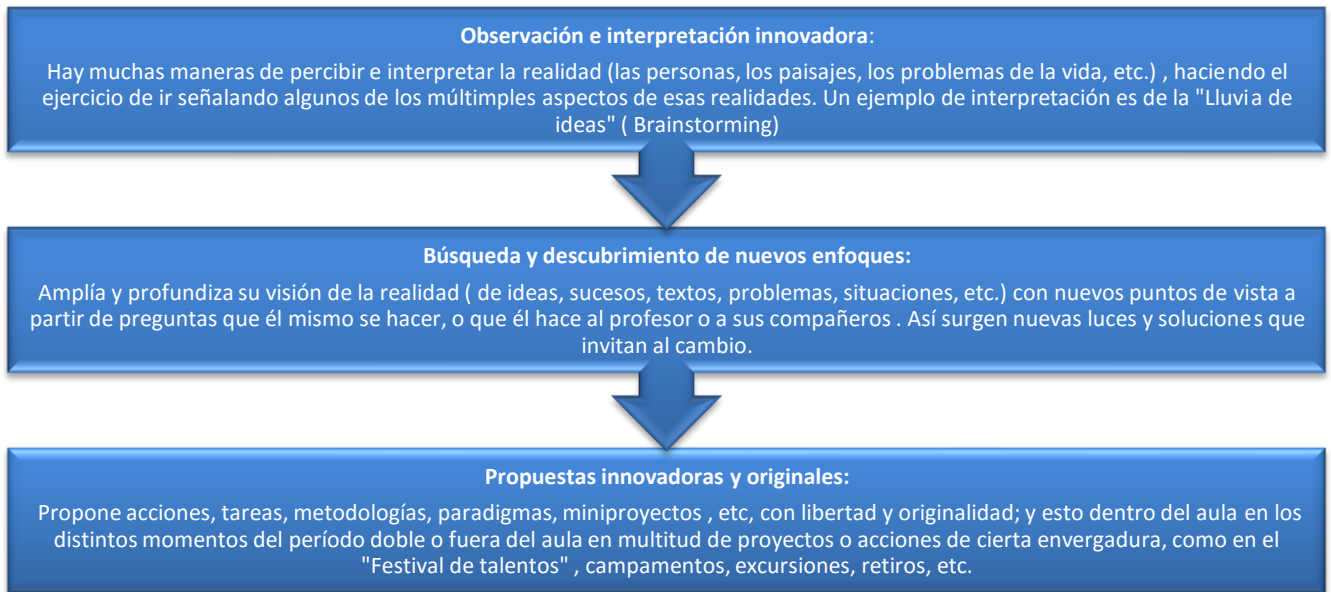 Observación e interpretación innovadora:
Hay muchas maneras de percibir e interpretar la realidad (las personas, los paisajes, los problemas de la vida, etc.) , haciendo el
ejercicio de ir señalando algunos de los múltimples aspectos de esas realidades. Un ejemplo de interpretación es de la "Lluvia de
ideas" ( Brainstorming)
Búsqueda y descubrimiento de nuevos enfoques:
Amplía y profundiza su visión de la realidad ( de ideas, sucesos, textos, problemas, situaciones, etc.) con nuevos puntos de vista a
partir de preguntas que él mismo se hacer, o que él hace al profesor o a sus compañeros . Así surgen nuevas luces y soluciones que
invitan al cambio.
Propuestas innovadoras y originales:
Propone acciones, tareas, metodologías, paradigmas, miniproyectos , etc, con libertad y originalidad; y esto dentro del aula en los
distintos momentos del período doble o fuera del aula en multitud de proyectos o acciones de cierta envergadura, como en el
"Festival de talentos" , campamentos, excursiones, retiros, etc.